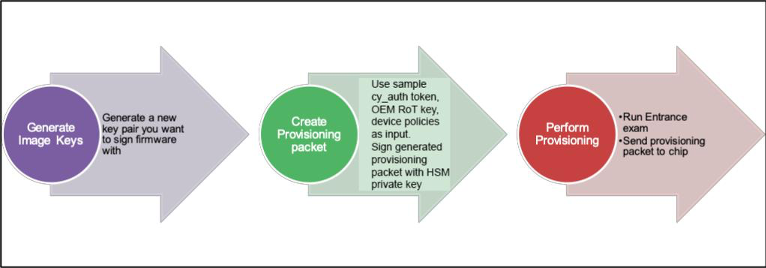 Generate
Image Keys
Generate a new
key pair you want
to sign firmware
with
Create
Provisioning
packet
Use sample
cy_auth token,
OEM RoT key,
device policies
as input.
Sign generated
provisioning
packet with HSM
private key
Perform
Provisioning
•Run Entrance
exam
•Send provisioning
packet to chip